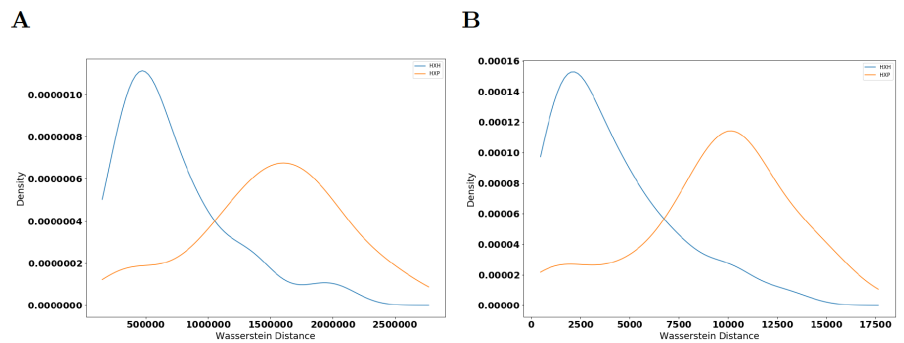 A
B
HXH
HXP
Density
0.0000010
0.0000008
0.0000006
0.0000004
0.0000002
0.0000000
500000 1000000 1500000 2000000 2500000
Wasserstein Distance
HXH
HXP
Density
0.00016
0.00014
0.00012
0.00010
0.00008
0.00006
0.00004
0.00002
0.00000
0 2500 5000 7500 10000 12500 15000 17500
Wasserstein Distance